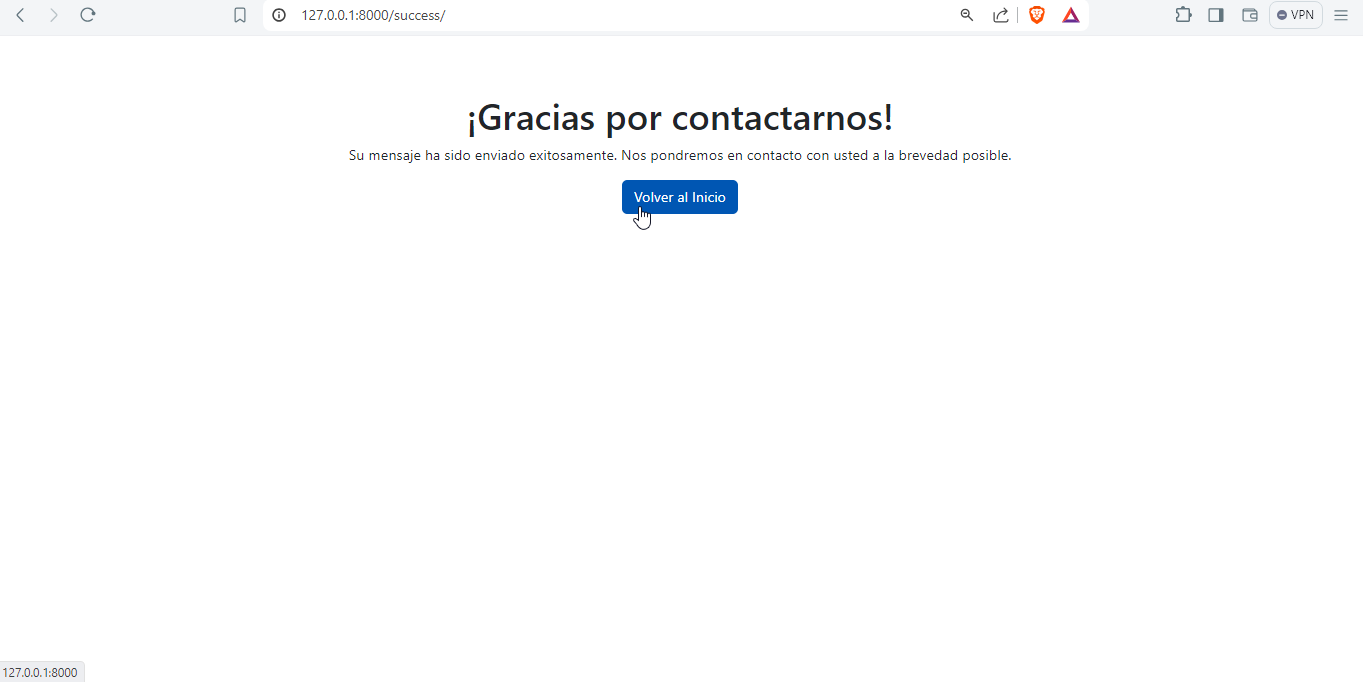 127.0.0.1:8000/success/
VPN
¡Gracias por contactarnos!
Su mensaje ha sido enviado exitosamente. Nos pondremos en contacto con usted a la brevedad posible.
Volver al Inicio
127.0.0.1:8000